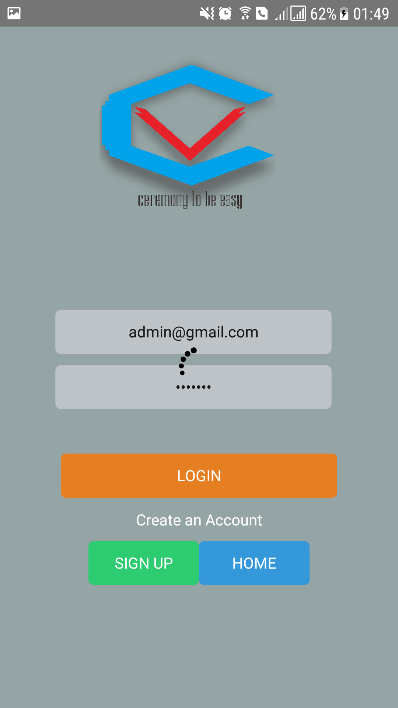 62% 01:49
ceremony to be easy
admin@gmail.com
•••••••
LOGIN
Create an Account
SIGN UP HOME